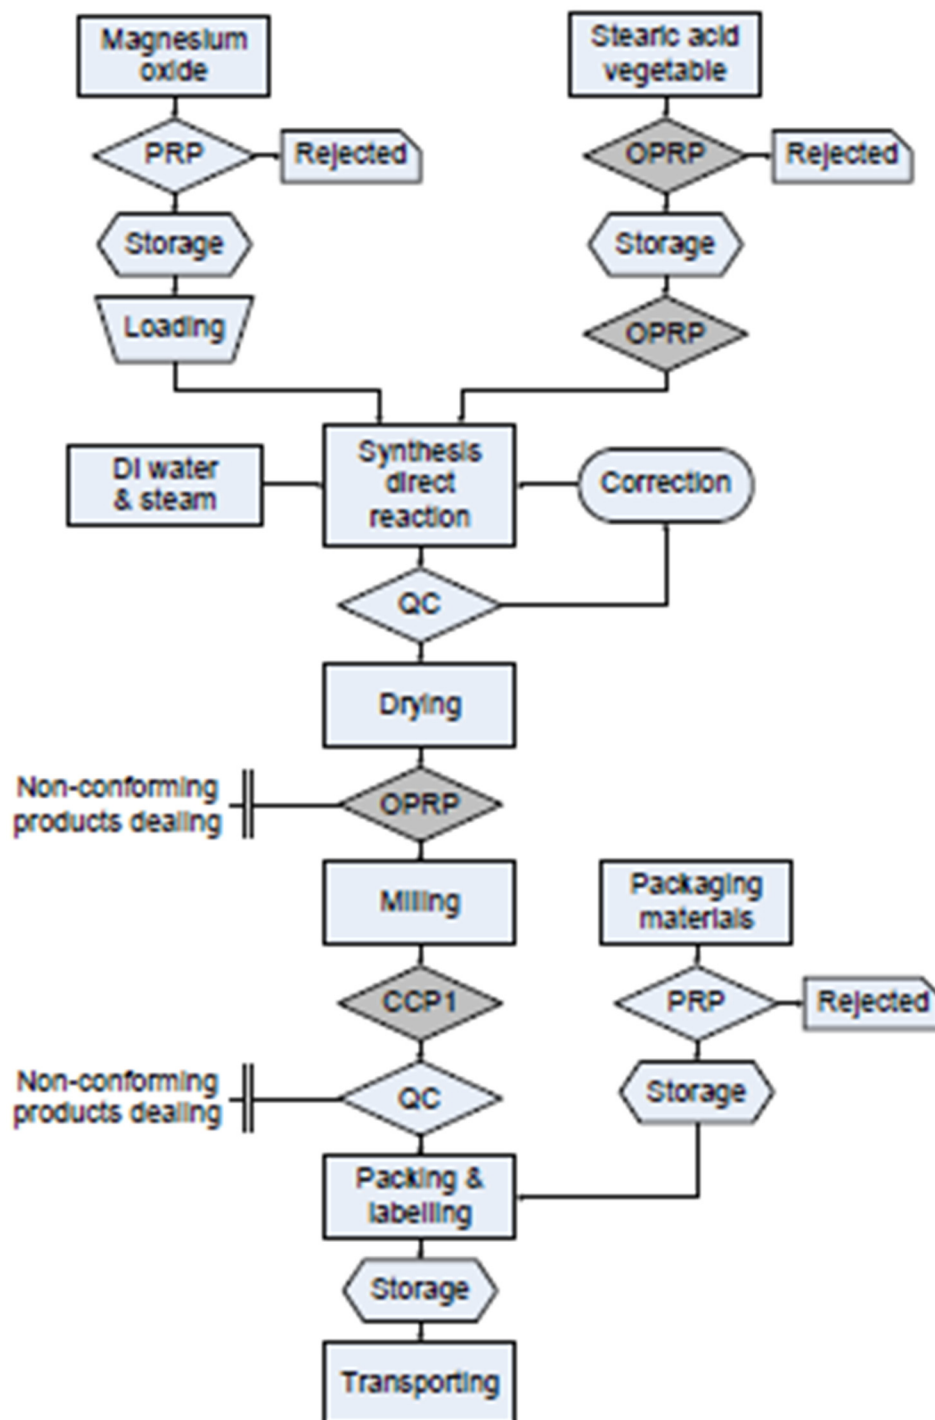 Magnesium
oxide
Stearic acid
vegetable
PRP
Rejected
OPRP
Rejected
Storage
Storage
Loading
OPRP
DI water
& steam
Synthesis
direct
reaction
Correction
QC
Drying
Non-conforming
products dealing
OPRP
Milling
Packaging
materials
CCP1
PRP
Rejected
Non-conforming
products dealing
QC
Storage
Packing &
labelling
Storage
Transporting